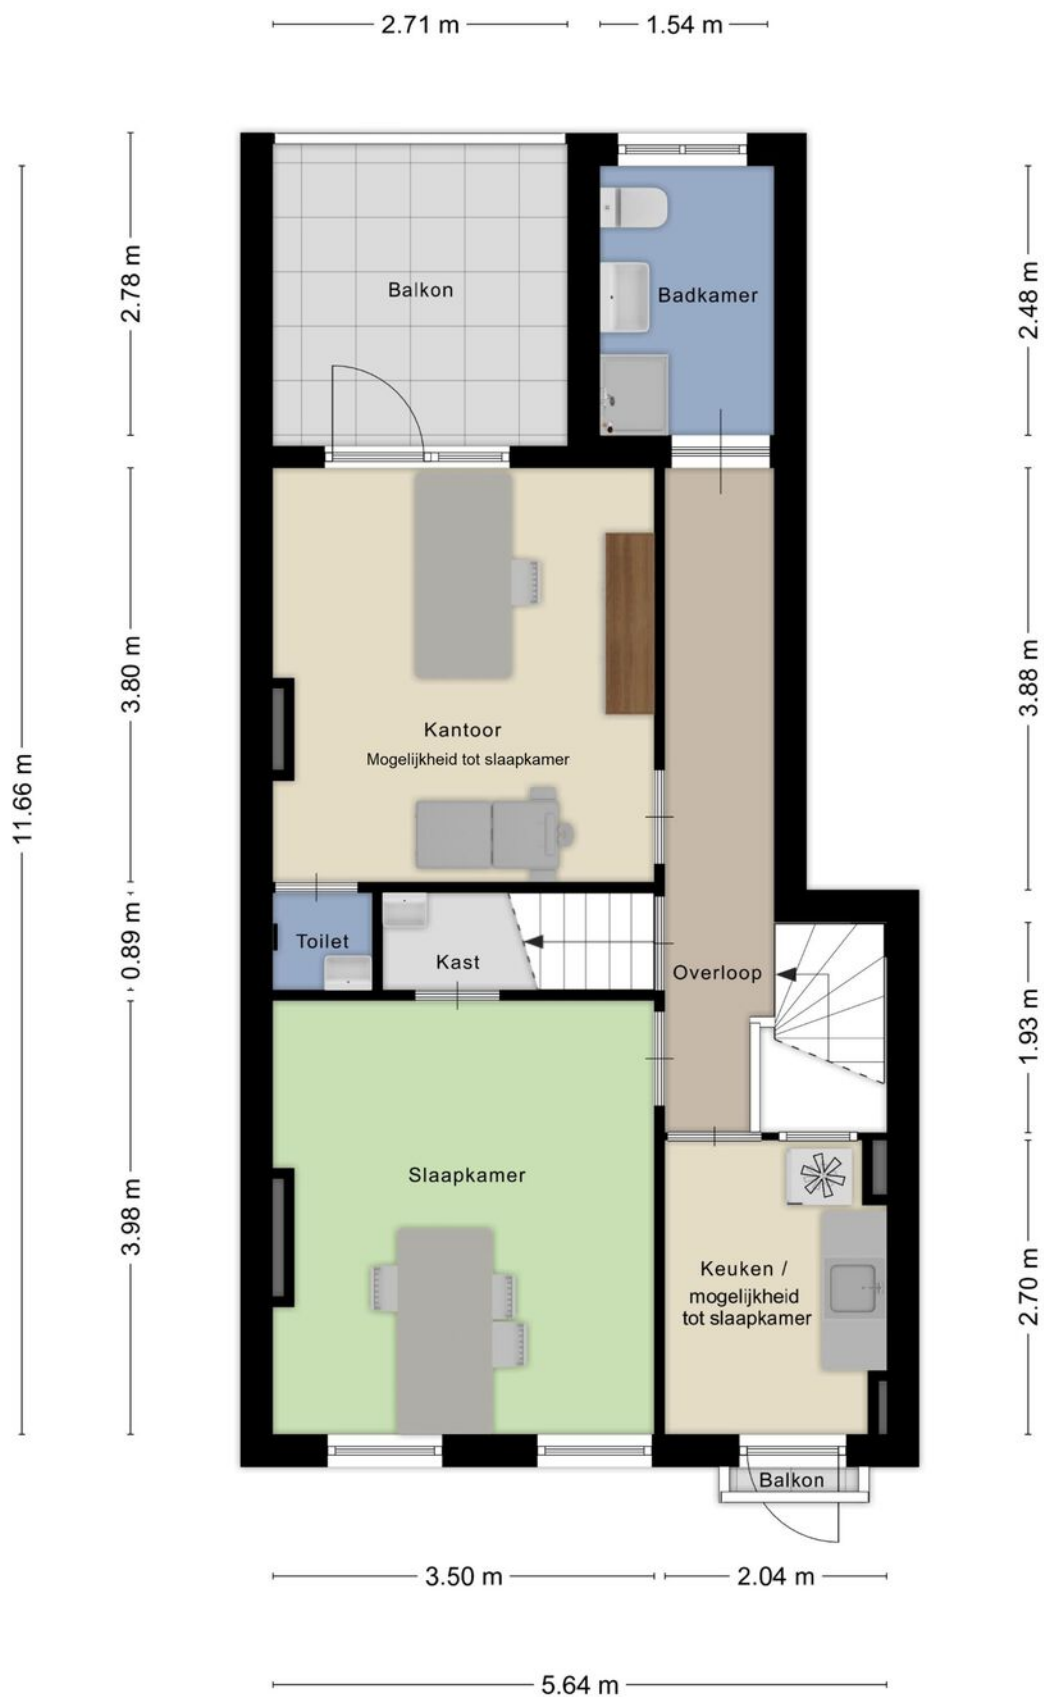 2.71 m
1.54 m
2.78 m
2.48 m
Balkon
Badkamer
3.80 m
3.88 m
11.66 m
Kantoor
Mogelijkheid tot slaapkamer
0.89 m
Toilet
Kast
Overloop
1.93 m
3.98 m
Slaapkamer
2.70 m
Keuken /
mogelijkheid
tot slaapkamer
Balkon
3.50 m
2.04 m
5.64 m